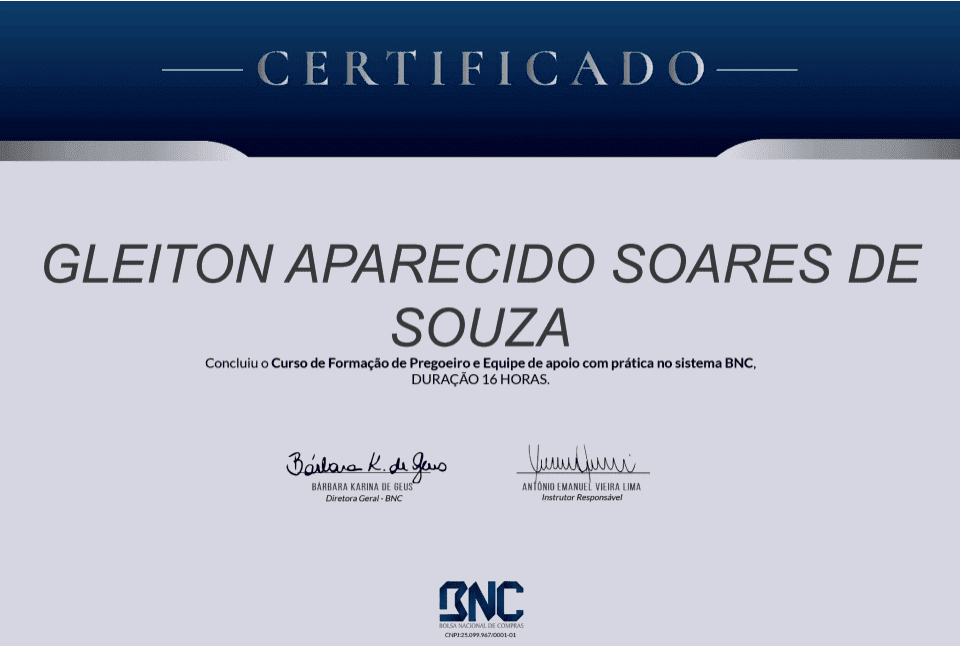 CERTIFICADO
GLEITON APARECIDO SOARES DE
SOUZA
Concluiu o Curso de Formação de Pregoeiro e Equipe de apoio com prática no sistema BNC,
DURAÇÃO 16 HORAS.
Bárbara K. de Geus
BÁRBARA KARINA DE GEUS
Diretora Geral - BNC
ANTÔNIO EMANUEL VIEIRA LIMA
Instrutor Responsável
BNC
BOLSA NACIONAL DE COMPRAS
CNPJ:25.099.967/0001-01